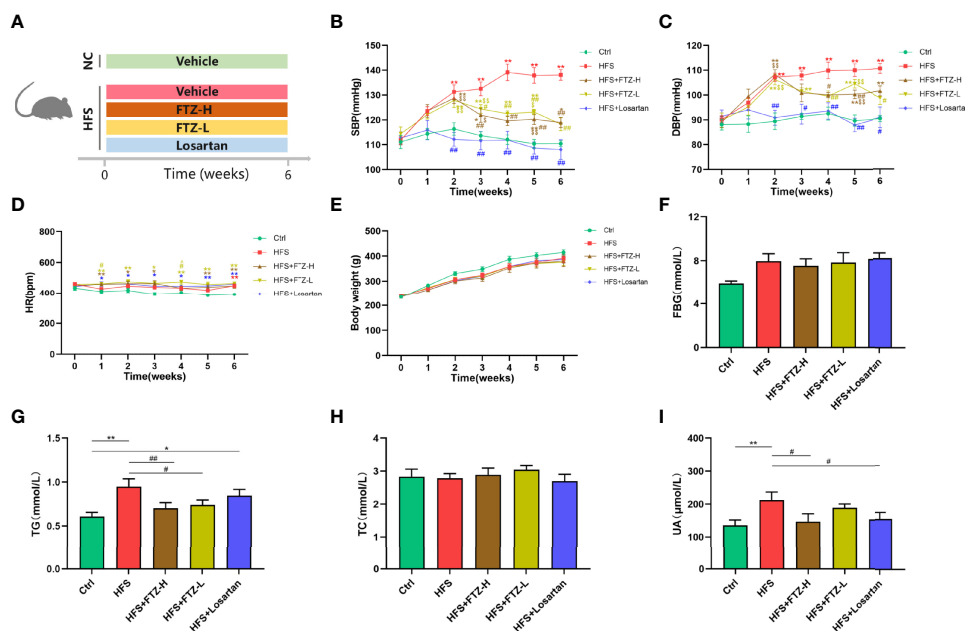 A
NC
Vehicle
HFS
Vehicle
FTZ-H
FTZ-L
Losartan
0
Time (weeks)
6
B
SBP(mmHg)
150
140
130
120
110
100
0 1 2 3 4 5 6
Time(weeks)
Ctrl
HFS
HFS+FTZ-H
HFS+FTZ-L
HFS+Losartan
C
DBP(mmHg)
120
110
100
90
80
70
0 1 2 3 4 5 6
Time(weeks)
Ctrl
HFS
HFS+FTZ-H
HFS+FTZ-L
HFS+Losartan
D
HR(bpm)
800
600
400
200
0
0 1 2 3 4 5 6
Time(weeks)
Ctrl
HFS
HFS+FTZ-H
HFS+FTZ-L
HFS+Losartan
E
Body weight (g)
500
400
300
200
0
0 1 2 3 4 5 6
Time(weeks)
Ctrl
HFS
HFS+FTZ-H
HFS+FTZ-L
HFS+Losartan
F
FBG(mmol/L)
12
8
4
0
Ctrl
HFS
HFS+FTZ-H
HFS+FTZ-L
HFS+Losartan
G
TG(mmol/L)
1.5
1.0
0.5
0.0
**
*
##
#
Ctrl
HFS
HFS+FTZ-H
HFS+FTZ-L
HFS+Losartan
H
TC(mmol/L)
4
3
2
1
0
Ctrl
HFS
HFS+FTZ-H
HFS+FTZ-L
HFS+Losartan
I
UA(μmol/L)
400
300
200
100
0
**
#
#
Ctrl
HFS
HFS+FTZ-H
HFS+FTZ-L
HFS+Losartan